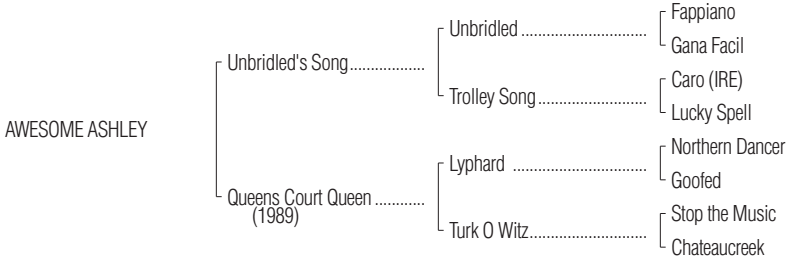 Fappiano
Unbridled ..............................
Gana Facil
Unbridled's Song..................
Caro (IRE)
Trolley Song..........................
Lucky Spell
AWESOME ASHLEY
Northern Dancer
Lyphard ................................
Goofed
Queens Court Queen ............
(1989)
Stop the Music
Turk O Witz............................
Chateaucreek